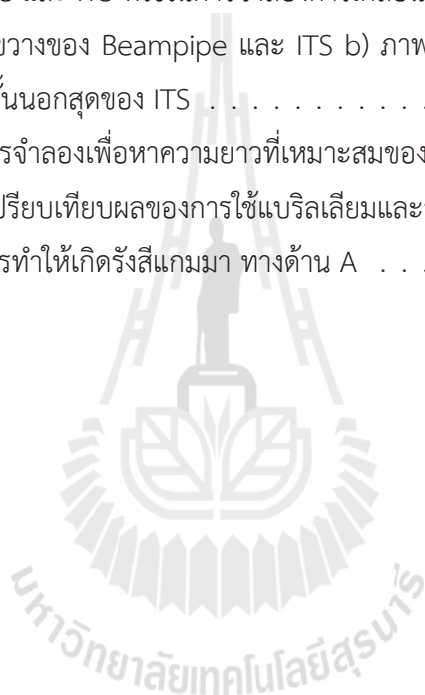 ขวางของ Beampipe และ ITS b) ภาพ
ั้นนอกสุดของ ITS . . . . . . . . . . . .
รจำลองเพื่อหาความยาวที่เหมาะสมของ
ปรียบเทียบผลของการใช้แบริลเลียมและ
รทำให้เกิดรังสีแกมมา ทางด้าน A . . .
มหาวิทยาลัยเทคโนโลยีสุรนารี